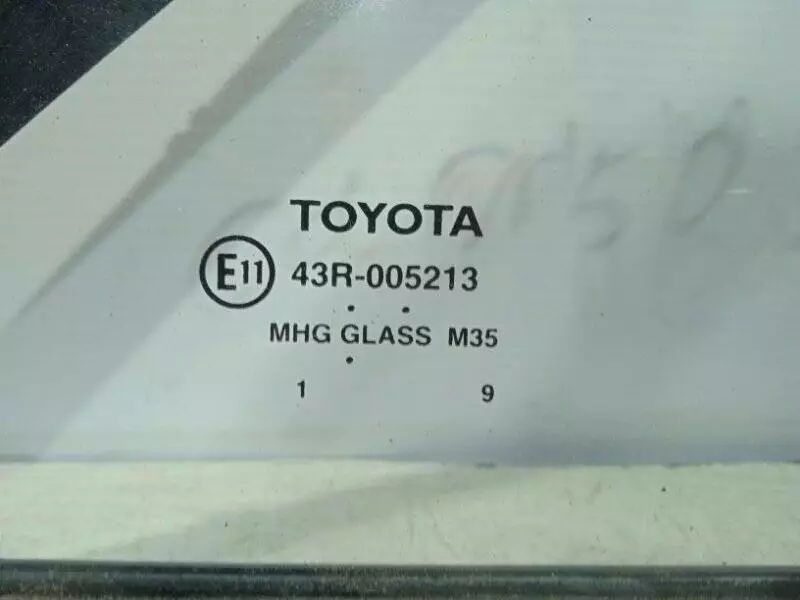 TOYOTA
E11 43R-005213
MHG GLASS M35
1 9